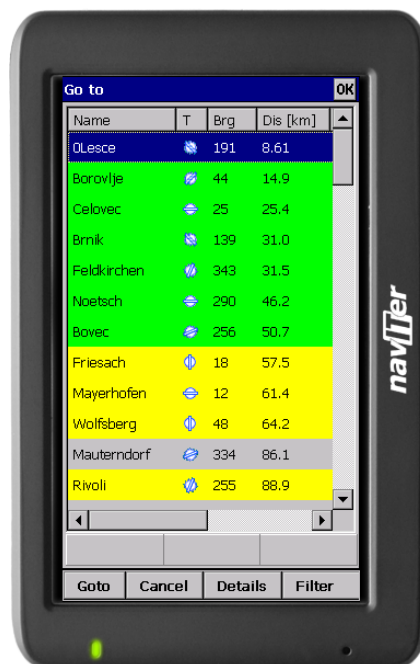 Go to OK
Name T Brg Dis [km]
0Lesce 191 8.61
Borovlje 44 14.9
Celovec 25 25.4
Brnik 139 31.0
Feldkirchen 343 31.5
Noetsch 290 46.2
Bovec 256 50.7
Friesach 18 57.5
Mayerhofen 12 61.4
Wolfsberg 48 64.2
Mauterndorf 334 86.1
Rivoli 255 88.9
Goto Cancel Details Filter
naviter